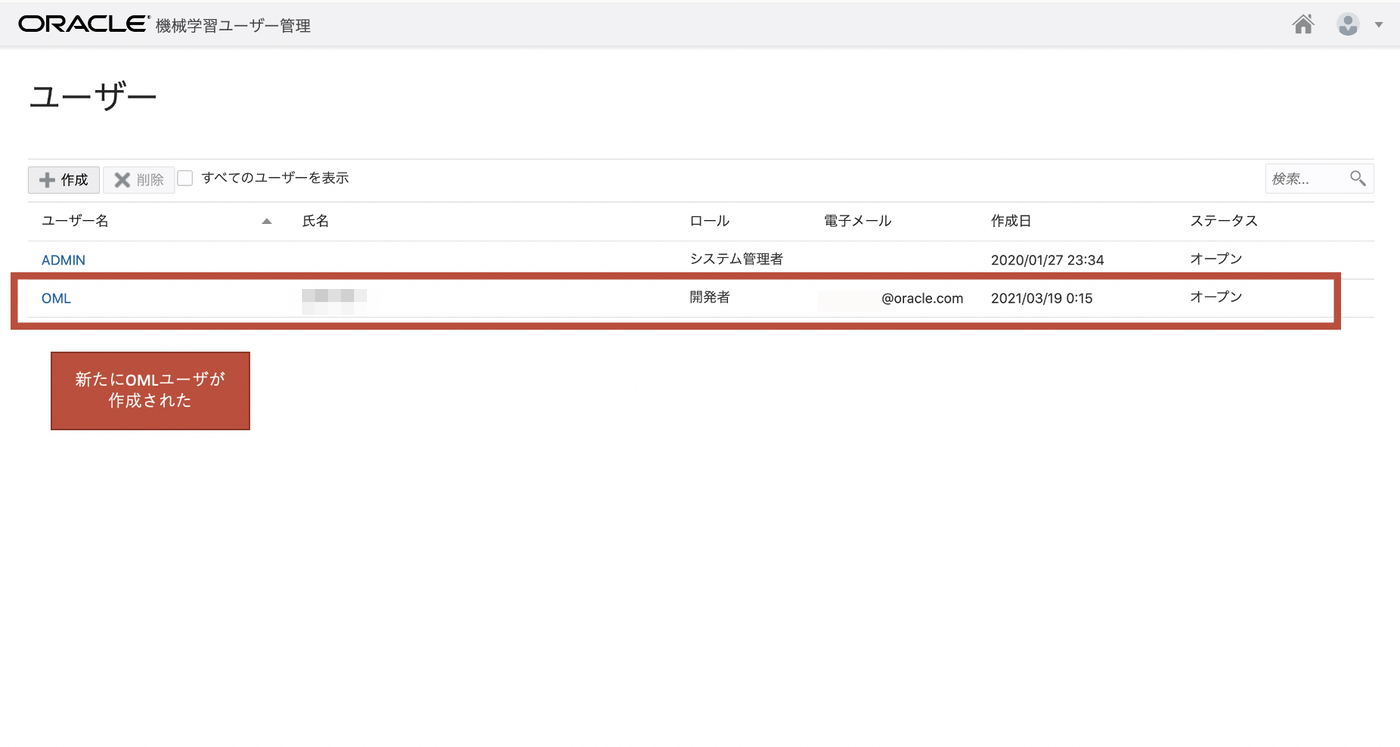 ORACLE 機械学習ユーザー管理
ユーザー
作成 削除 すべてのユーザーを表示 検索...
ユーザー名 氏名 ロール 電子メール 作成日 ステータス
ADMIN システム管理者 2020/01/27 23:34 オープン
OML 開発者 @oracle.com 2021/03/19 0:15 オープン
新たにOMLユーザが
作成された